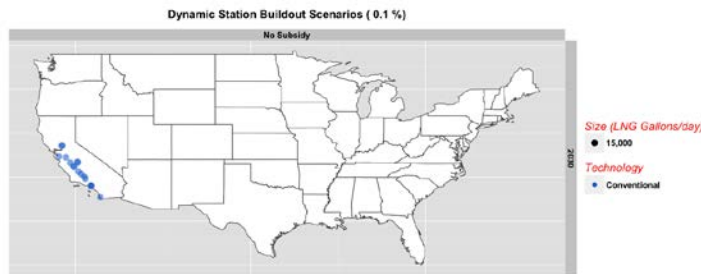 Dynamic Station Buildout Scenarios ( 0.1 %)
No Subsidy
2030
Size (LNG Gallons/day)
15,000
Technology
Conventional